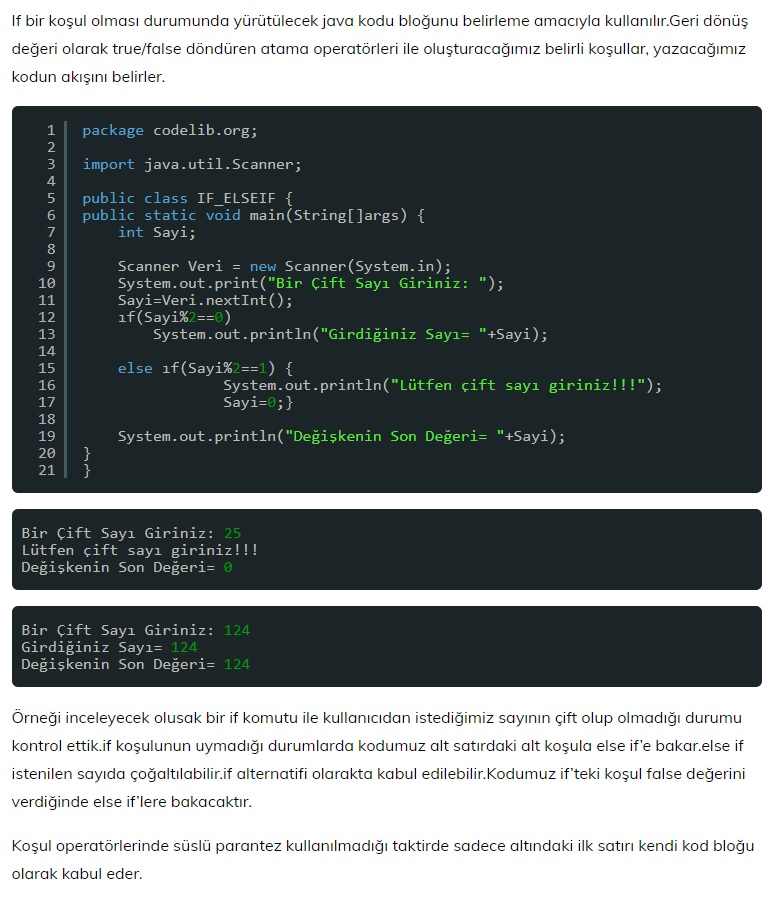 If bir koşul olması durumunda yürütülecek java kodu bloğunu belirleme amacıyla kullanılır.Geri dönüş
değeri olarak true/false döndüren atama operatörleri ile oluşturacağımız belirli koşullar, yazacağımız
kodun akışını belirler.
1 package codelib.org;
2
3 import java.util.Scanner;
4
5 public class IF_ELSEIF {
6 public static void main(String[]args) {
7 int Sayi;
8
9 Scanner Veri = new Scanner(System.in);
10 System.out.print("Bir Çift Sayı Giriniz: ");
11 Sayi=Veri.nextInt();
12 ıf(Sayi%2==0)
13 System.out.println("Girdiğiniz Sayı= "+Sayi);
14
15 else ıf(Sayi%2==1) {
16 System.out.println("Lütfen çift sayı giriniz!!!");
17 Sayi=0;}
18
19 System.out.println("Değişkenin Son Değeri= "+Sayi);
20 }
21 }
Bir Çift Sayı Giriniz: 25
Lütfen çift sayı giriniz!!!
Değişkenin Son Değeri= 0
Bir Çift Sayı Giriniz: 124
Girdiğiniz Sayı= 124
Değişkenin Son Değeri= 124
Örneği inceleyecek olusak bir if komutu ile kullanıcıdan istediğimiz sayının çift olup olmadığı durumu
kontrol ettik.if koşulunun uymadığı durumlarda kodumuz alt satırdaki alt koşula else if’e bakar.else if
istenilen sayıda çoğaltılabilir.if alternatifi olarakta kabul edilebilir.Kodumuz if’teki koşul false değerini
verdiğinde else if’lere bakacaktır.
Koşul operatörlerinde süslü parantez kullanılmadığı taktirde sadece altındaki ilk satırı kendi kod bloğu
olarak kabul eder.